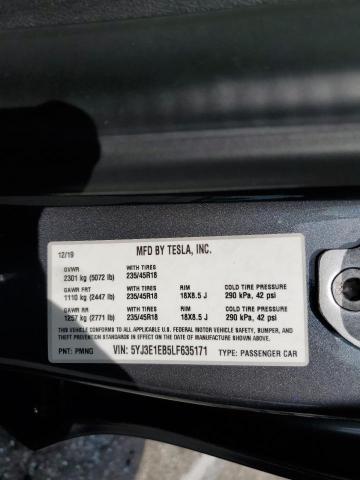 12/19 MFD BY TESLA, INC.
GVWR WITH TIRES
2301 kg (5072 lb) 235/45R18
GAWR FRT WITH TIRES RIM COLD TIRE PRESSURE
1110 kg (2447 lb) 235/45R18 18X8.5 J 290 kPa, 42 psi
GAWR RR WITH TIRES RIM COLD TIRE PRESSURE
1257 kg (2771 lb) 235/45R18 18X8.5 J 290 kPa, 42 psi
THIS VEHICLE CONFORMS TO ALL APPLICABLE U.S. FEDERAL MOTOR VEHICLE SAFETY, BUMPER, AND
THEFT PREVENTION STANDARDS IN EFFECT ON THE DATE OF MANUFACTURE SHOWN ABOVE.
PNT: PMNG VIN: 5YJ3E1EB5LF635171 TYPE: PASSENGER CAR